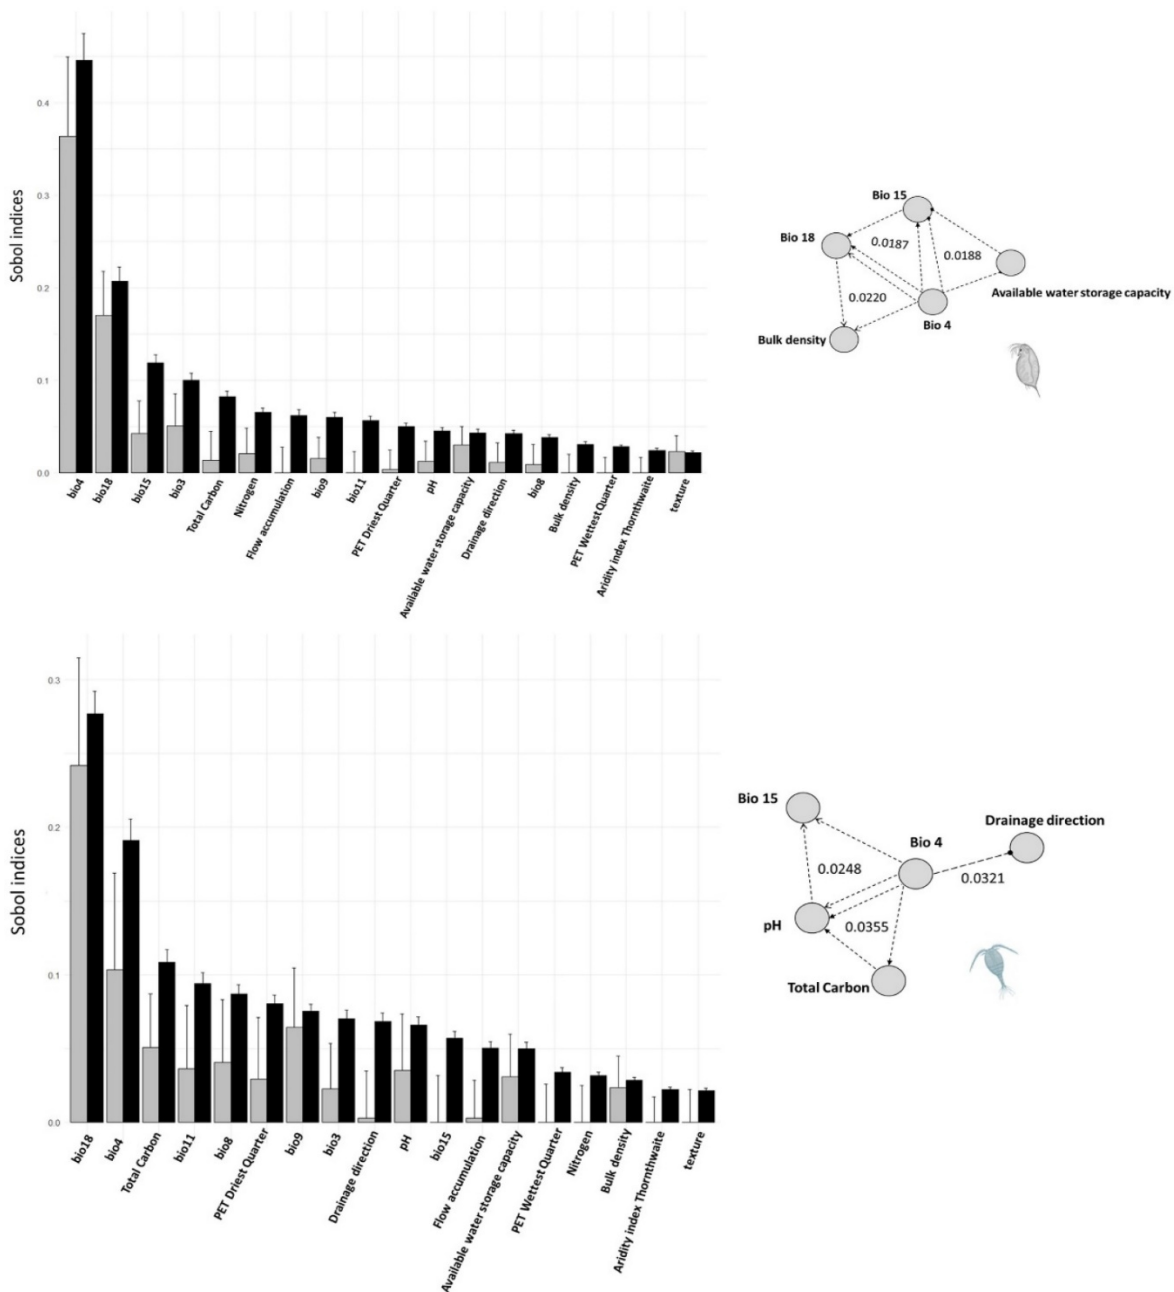 Sobol indices
0.4
0.3
0.2
0.1
0.0
bio4
bio18
bio15
bio3
Total Carbon
Nitrogen
Flow accumulation
bio9
bio11
PET Driest Quarter
pH
Available water storage capacity
Drainage direction
bio8
Bulk density
PET Wettest Quarter
Aridity index Thornthwaite
texture
Bio 15
Bio 18
0.0187
0.0188
Available water storage capacity
0.0220
Bio 4
Bulk density
Sobol indices
0.3
0.2
0.1
0.0
bio18
bio4
Total Carbon
bio11
bio8
PET Driest Quarter
bio9
bio3
Drainage direction
pH
bio15
Flow accumulation
Available water storage capacity
PET Wettest Quarter
Nitrogen
Bulk density
Aridity index Thornthwaite
texture
Bio 15
Drainage direction
Bio 4
0.0248
0.0321
pH
0.0355
Total Carbon